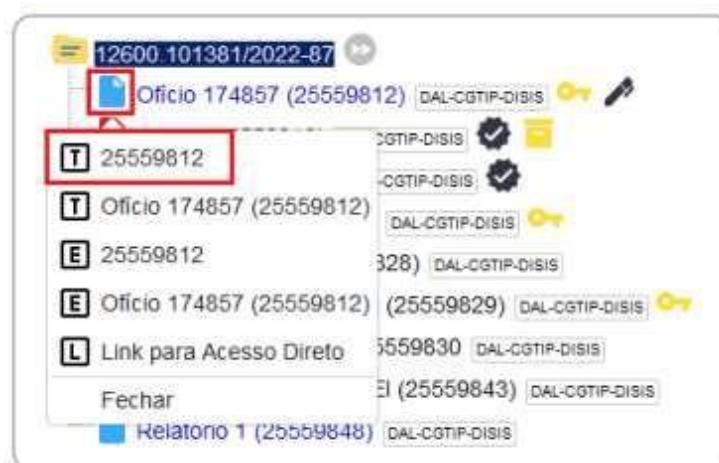 12600.101381/2022-87
Ofício 174857 (25559812) DAL-CGTIP-DISIS
CGTIP-DISIS
T 25559812
-CGTIP-DISIS
T Ofício 174857 (25559812)
DAL-CGTIP-DISIS
E 25559812
328) DAL-CGTIP-DISIS
E Ofício 174857 (25559812)
(25559829) DAL-CGTIP-DISIS
L Link para Acesso Direto
5559830 DAL-CGTIP-DISIS
EI (25559843) DAL-CGTIP-DISIS
Fechar
Relatório 1 (25559848) DAL-CGTIP-DISIS